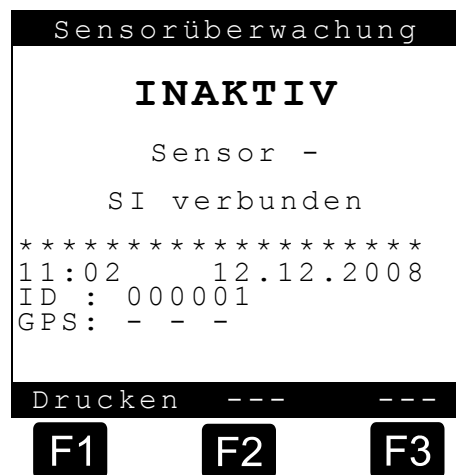 Sensorüberwachung
INAKTIV
Sensor -
SI verbunden
*******************
11:02 12.12.2008
ID : 000001
GPS: - - -
Drucken --- ---
F1 F2 F3